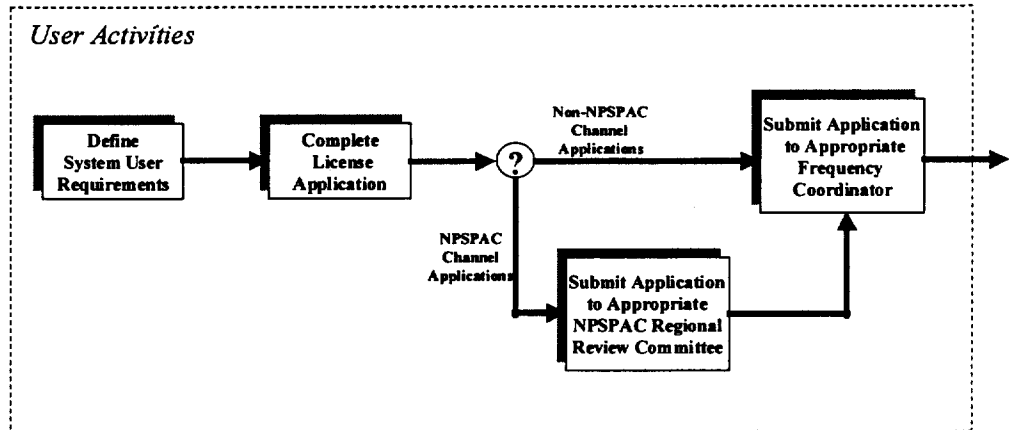 User Activities
Define
System User
Requirements
Complete
License
Application
?
Non-NPSPAC
Channel
Applications
NPSPAC
Channel
Applications
Submit Application
to Appropriate
NPSPAC Regional
Review Committee
Submit Application
to Appropriate
Frequency
Coordinator